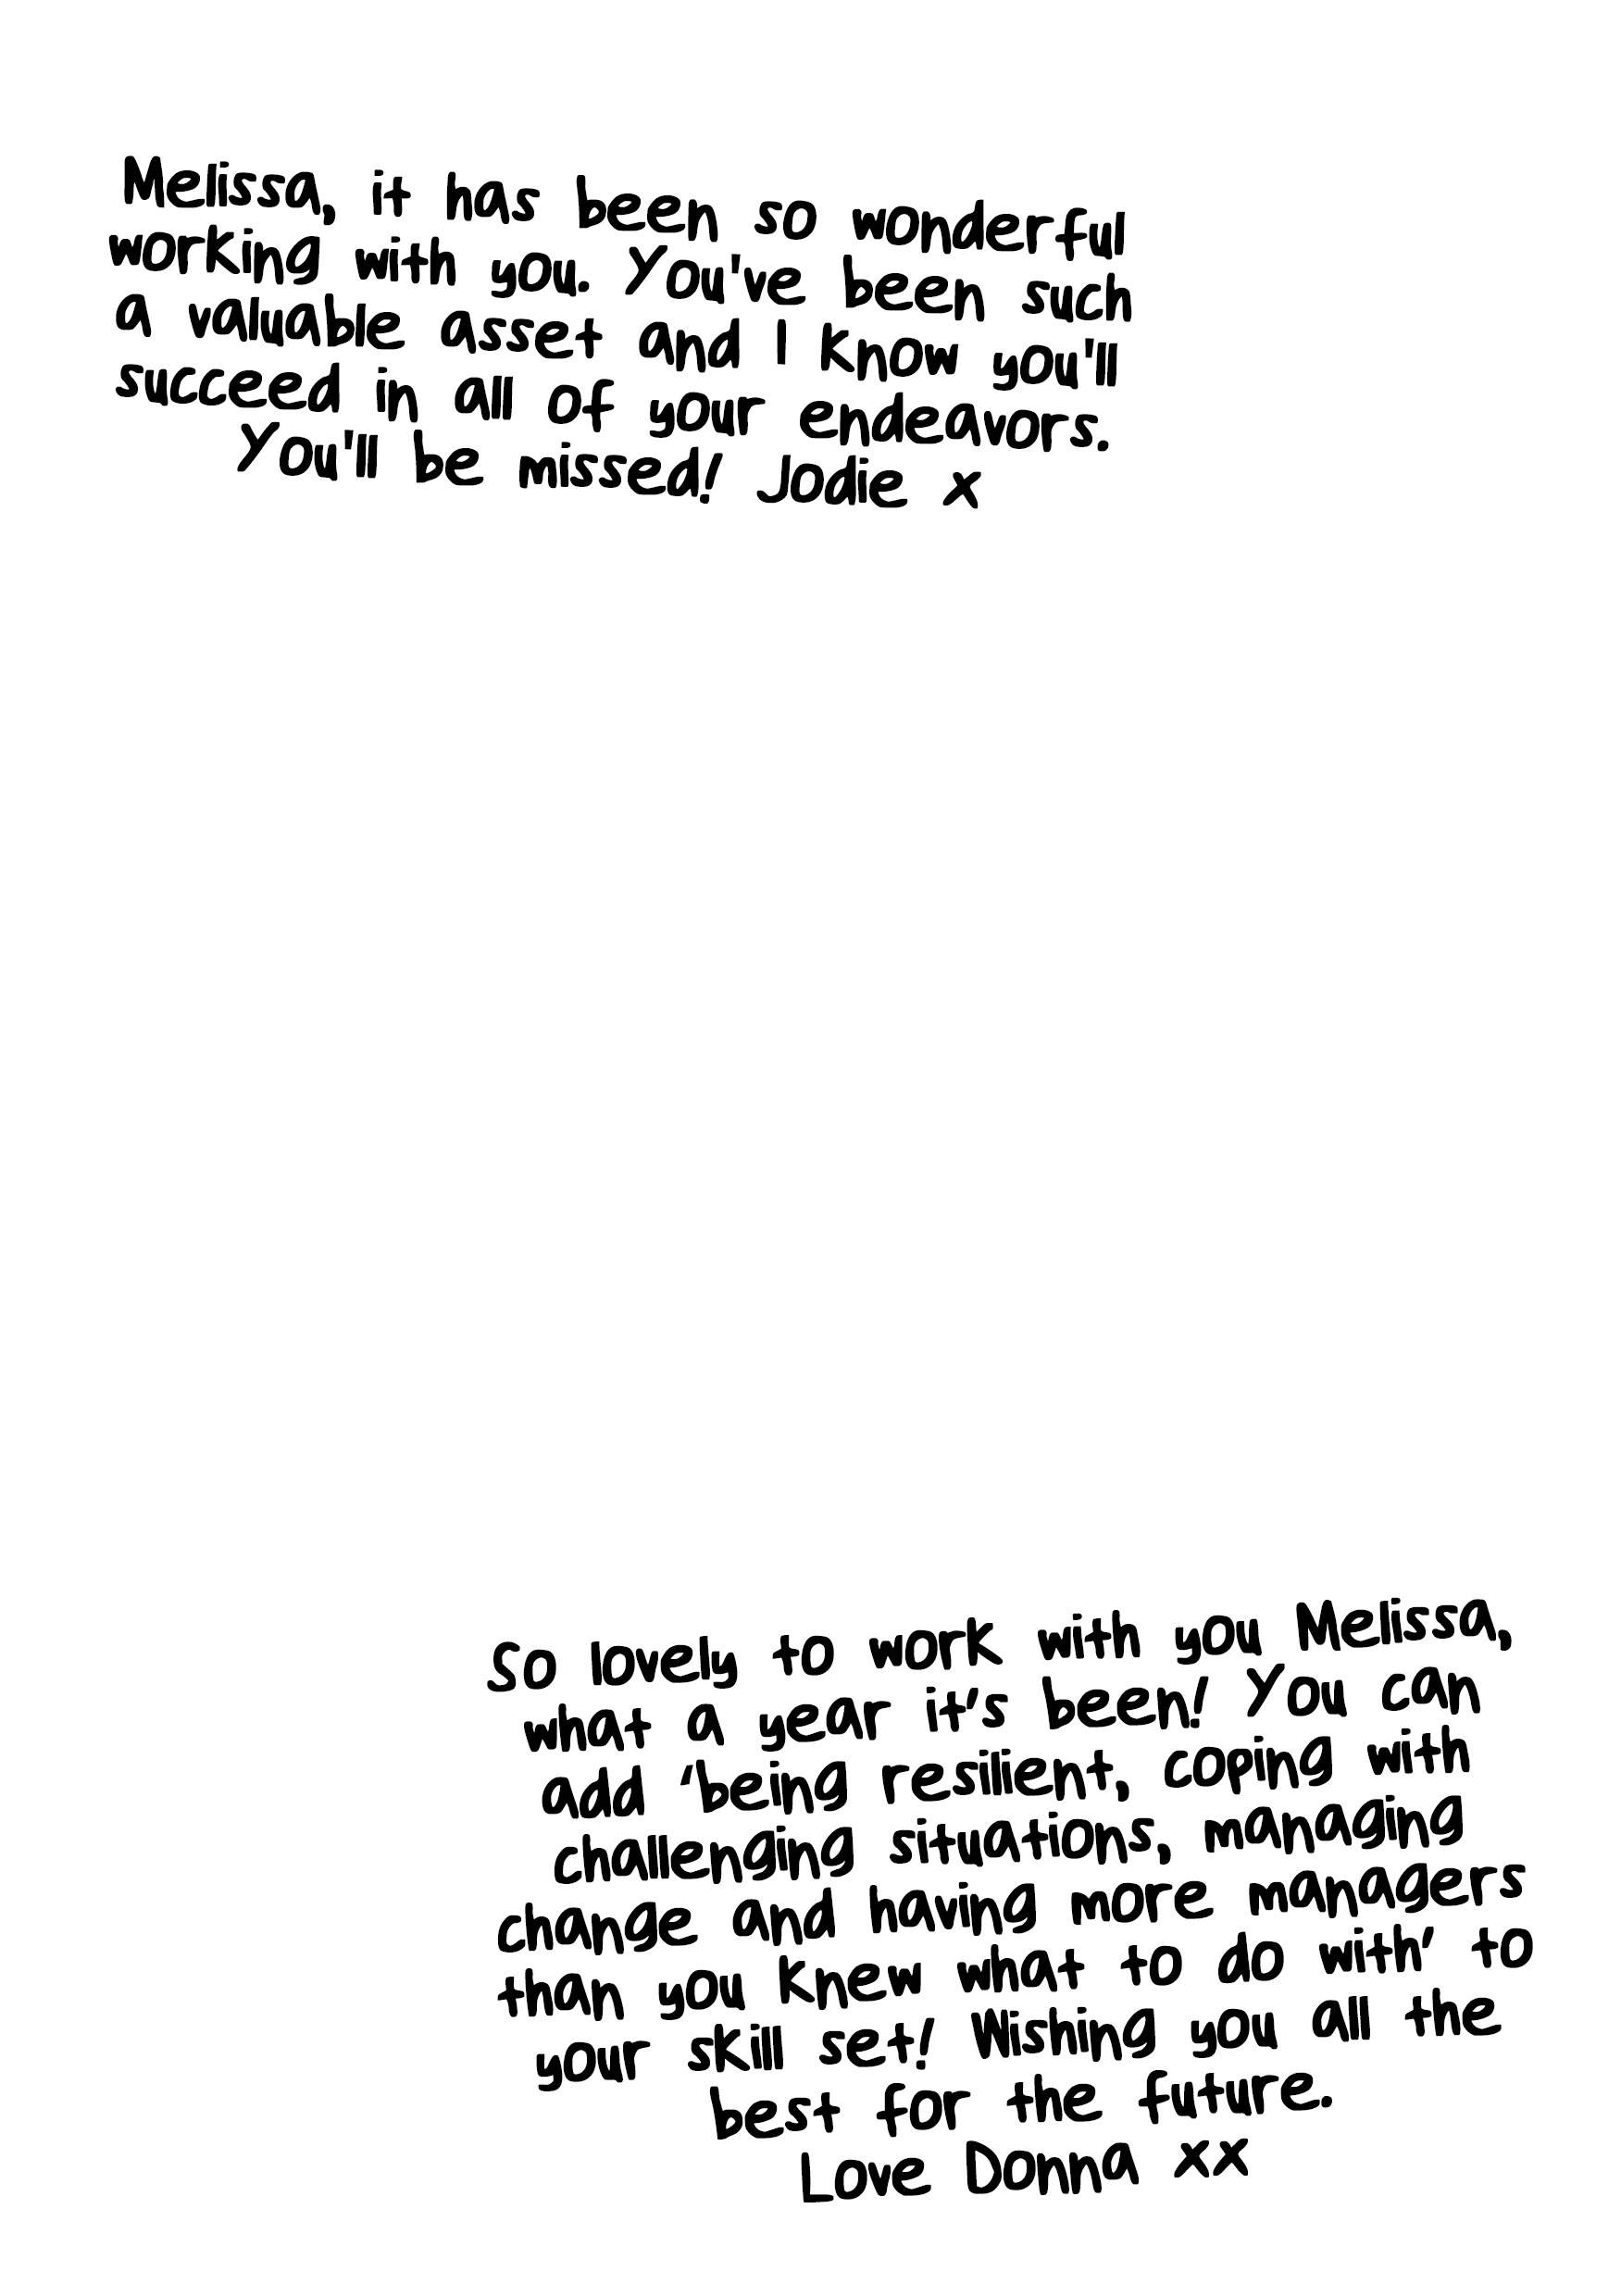 Melissa, it has been so wonderful
working with you. You've been such
a valuable asset and I know you'll
succeed in all of your endeavors.
You'll be missed! Jodie x
So lovely to work with you Melissa,
what a year it’s been! You can
add ‘being resilient, coping with
challenging situations, managing
change and having more managers
than you knew what to do with’ to
your skill set! Wishing you all the
best for the future.
Love Donna xx